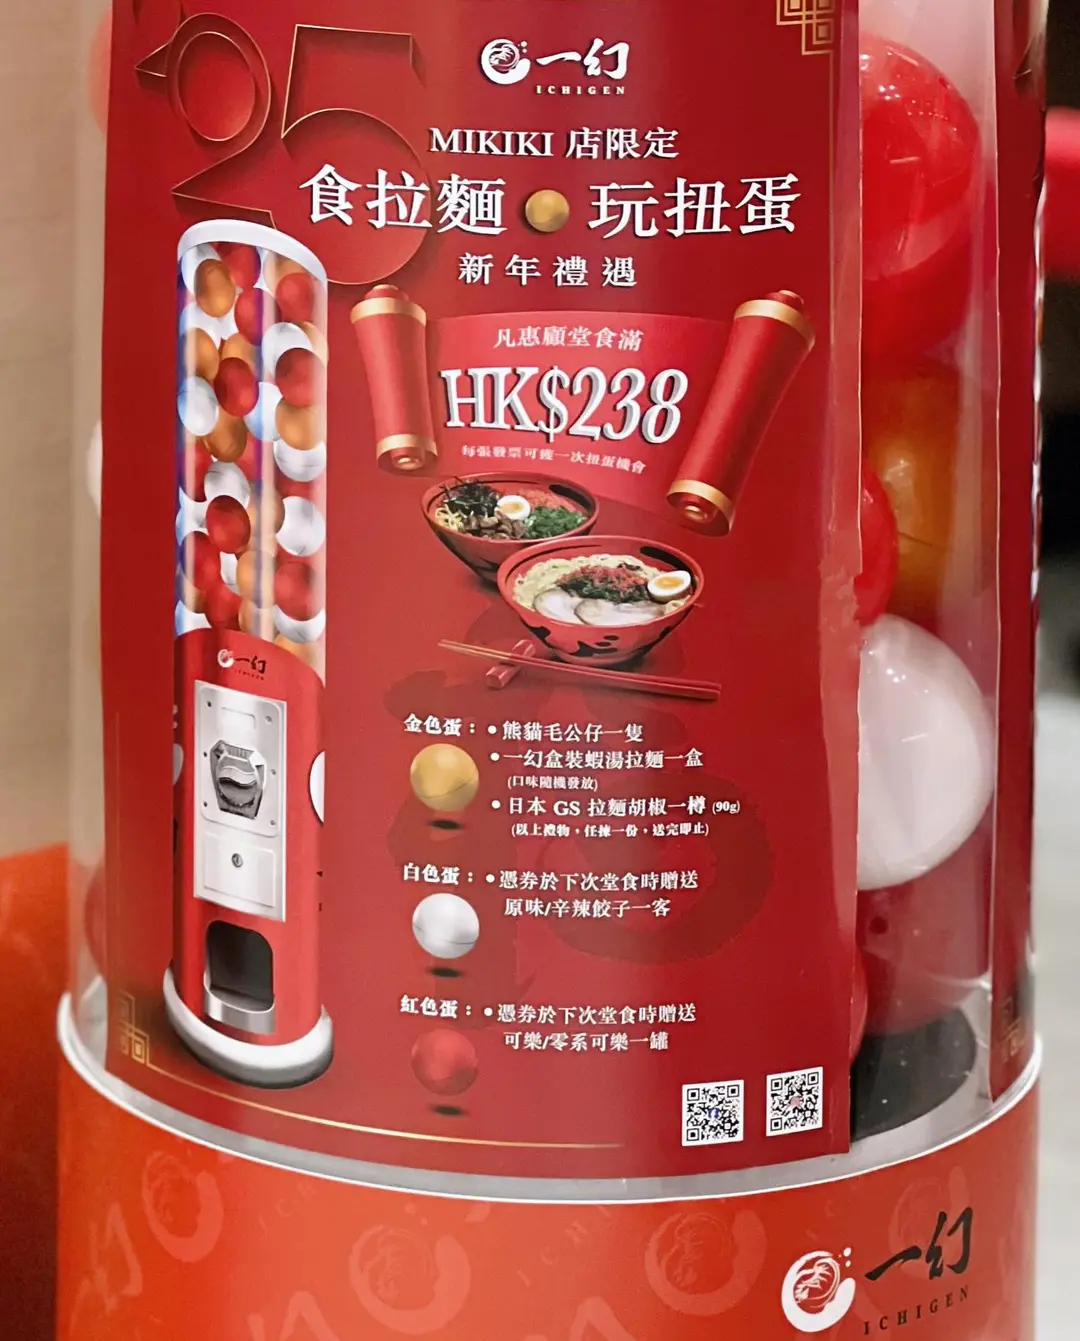 25
一幻
ICHIGEN
MIKIKI 店限定
食拉麵 玩扭蛋
新年禮遇
凡惠顧堂食滿
HK$238
每張發票可獲一次扭蛋機會
一幻
金色蛋：•熊貓毛公仔一隻
•一幻盒裝蝦湯拉麵一盒
(口味隨機發放)
•日本 GS 拉麵胡椒一樽 (90g)
(以上禮物，任揀一份，送完即止)
白色蛋：•憑券於下次堂食時贈送
原味/辛辣餃子一客
紅色蛋：•憑券於下次堂食時贈送
可樂/零系可樂一罐
一幻
ICHIGEN